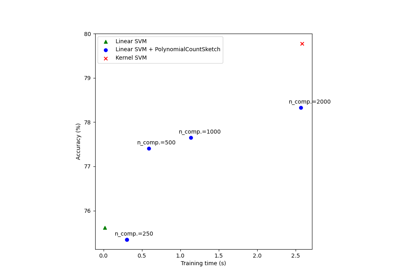 80
Linear SVM
Linear SVM + PolynomialCountSketch
Kernel SVM
79
n_comp.=2000
78
n_comp.=1000
n_comp.=500
77
Accuracy (%)
76
n_comp.=250
0.0 0.5 1.0 1.5 2.0 2.5
Training time (s)